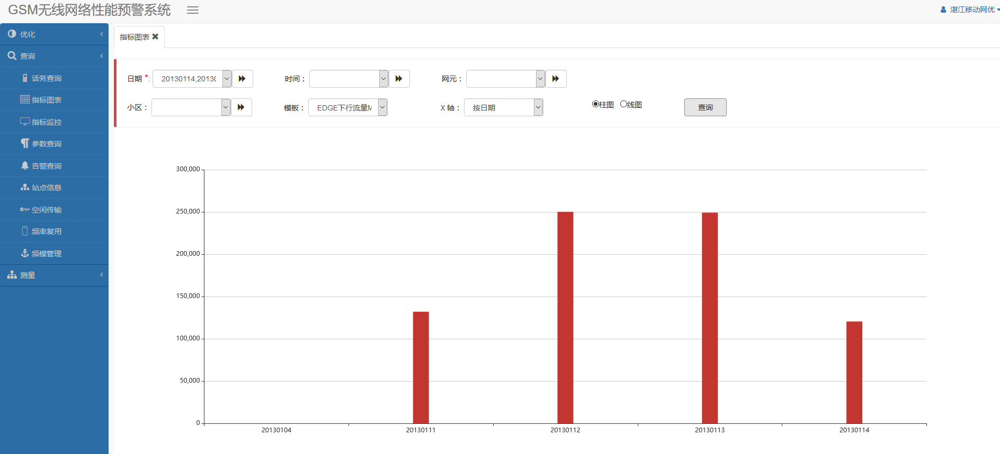 GSM无线网络性能预警系统
湛江移动网优
优化
查询
话务查询
指标图表
指标监控
参数查询
告警查询
站点信息
空闲传输
频率复用
频模管理
测量
指标图表
日期 *: 20130114,2013 时间： 网元：
小区： 模板： EDGE下行流量M X 轴： 按日期 柱图 线图 查询
300,000
250,000
200,000
150,000
100,000
50,000
0
20130104 20130111 20130112 20130113 20130114